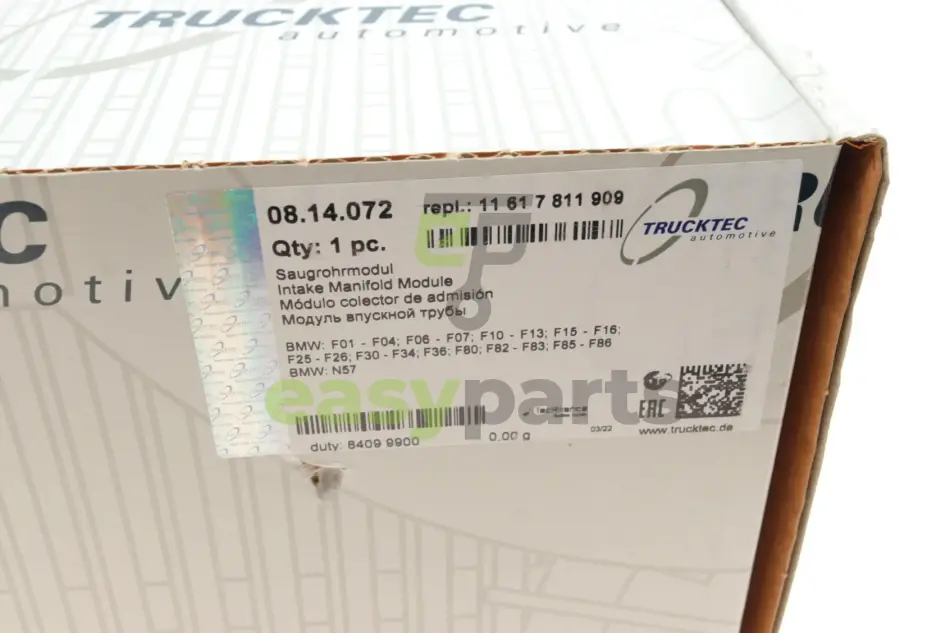 TRUCKTEC
automotive
08.14.072 repl.: 11 61 7 811 909
Qty: 1 pc.
TRUCKTEC
automotive
Saugrohrmodul
Intake Manifold Module
Módulo colector de admisión
Модуль впускной трубы
BMW: F01 - F04; F06 - F07; F10 - F13; F15 - F16;
F25 - F26; F30 - F34; F36; F80; F82 - F83; F85 - F86
BMW: N57
easyparts
TecAlliance
EAC
duty: 8409 9900 0,00 g 03/22 www.trucktec.de